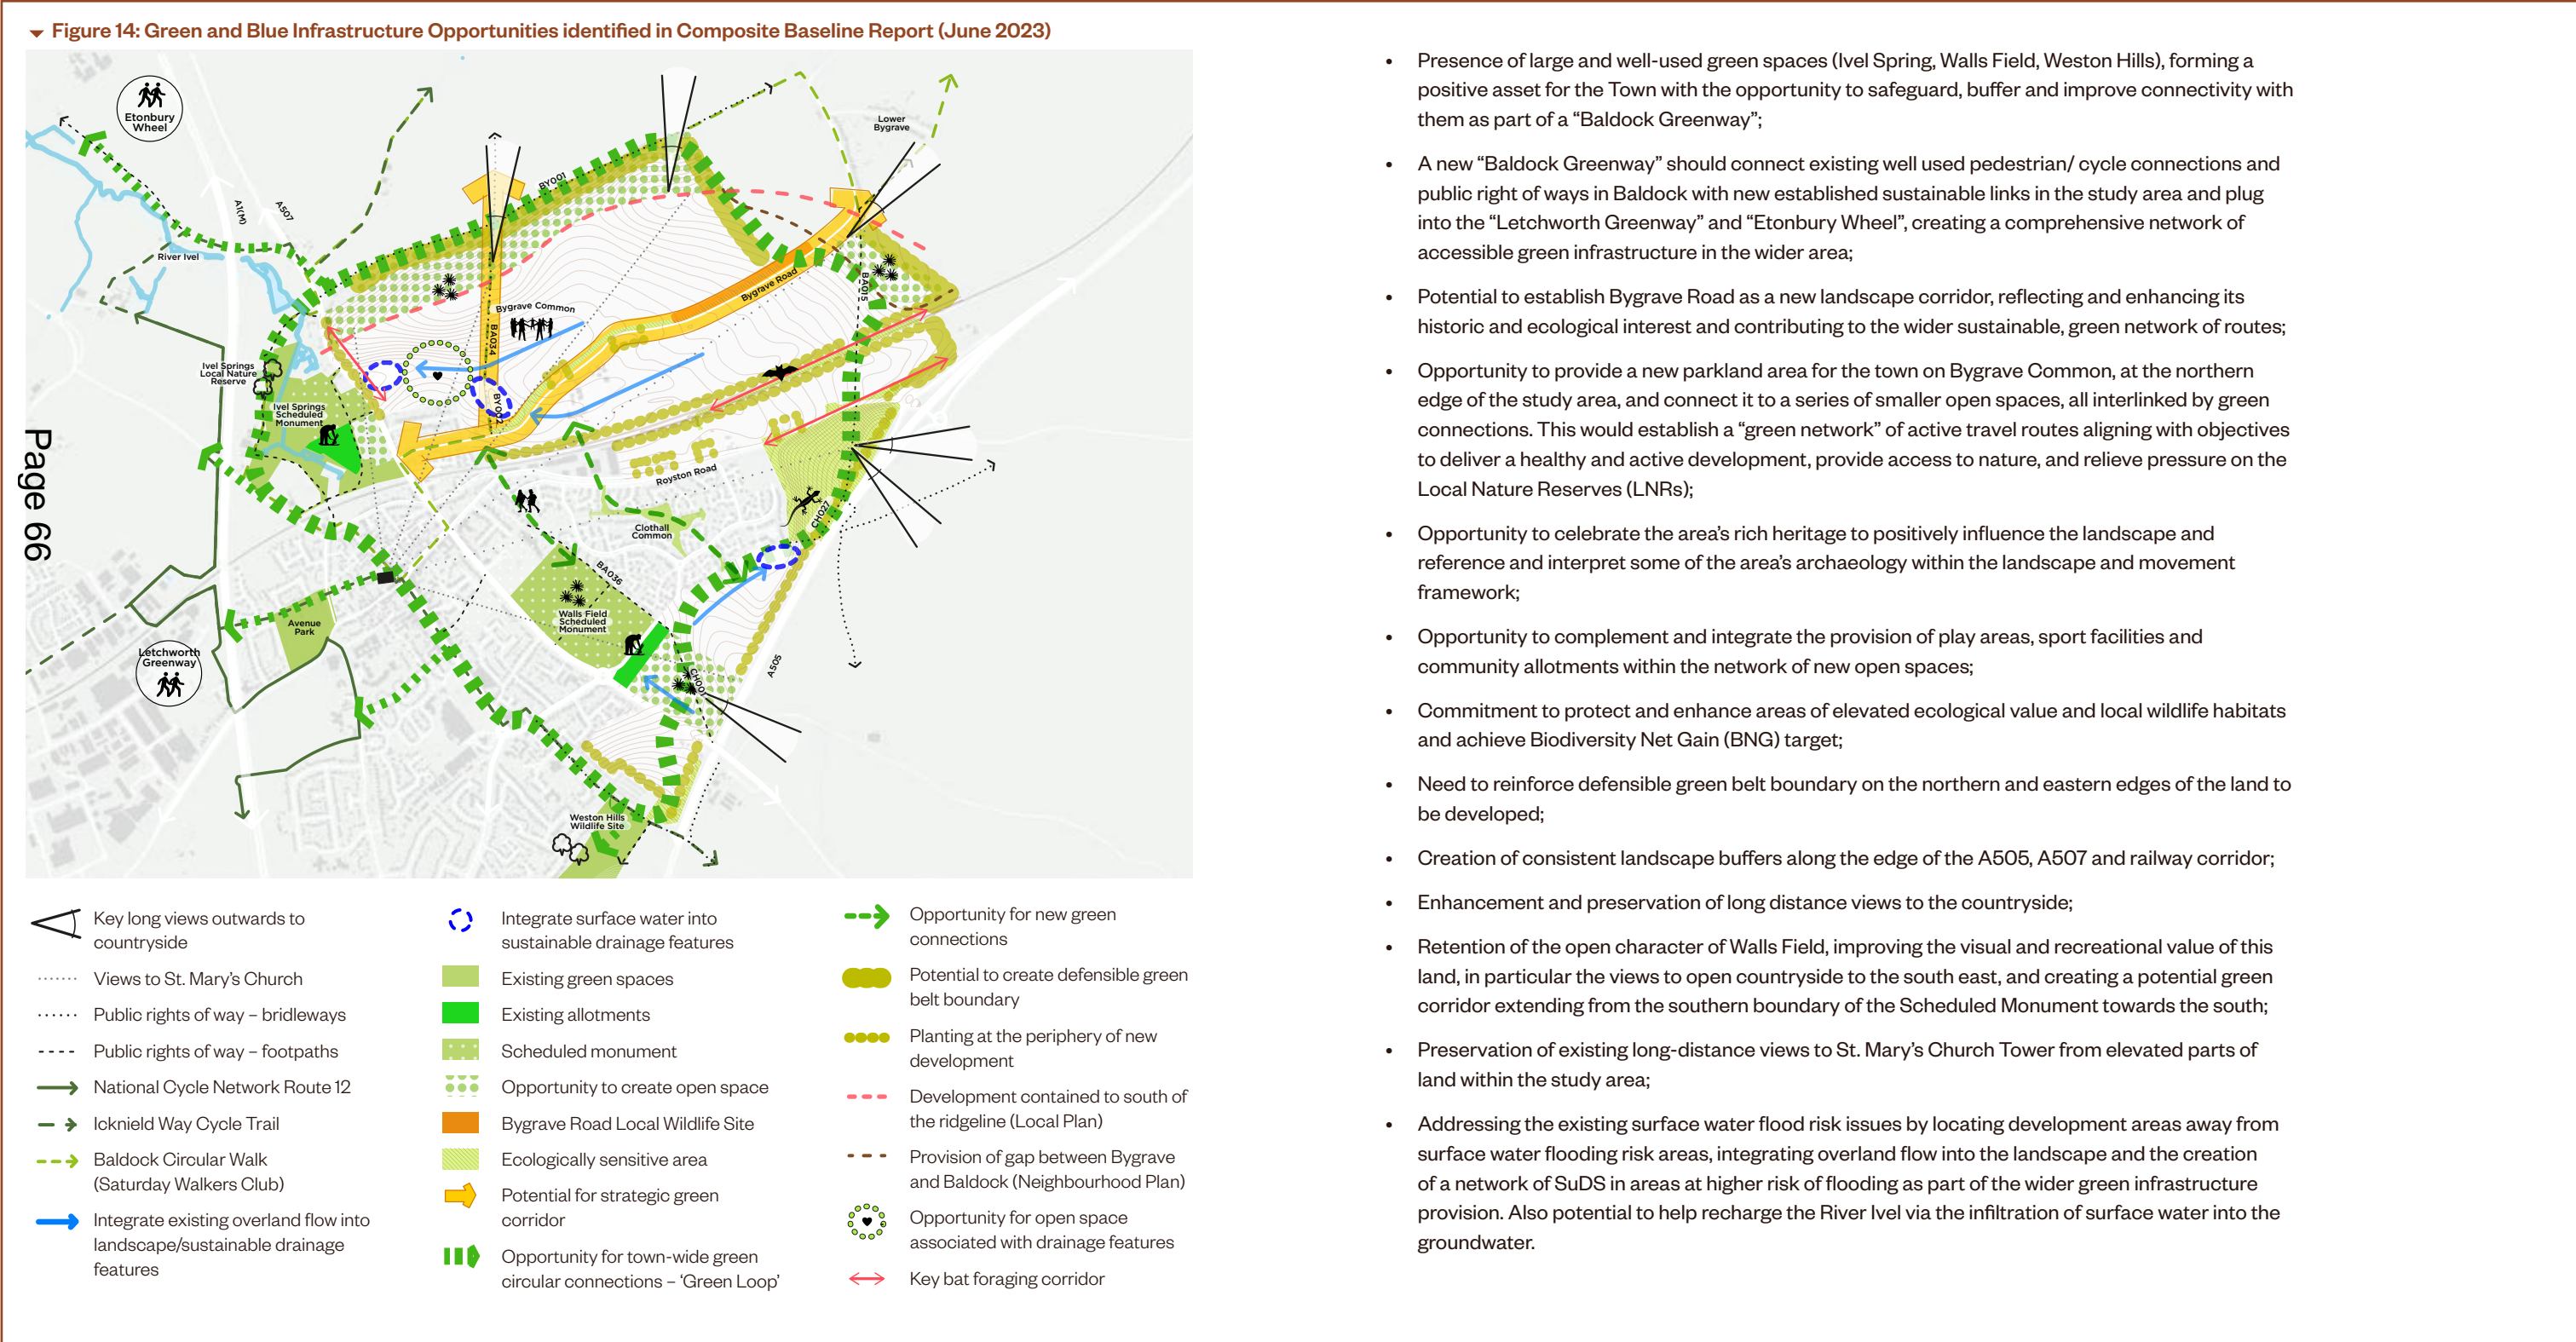 Figure 14: Green and Blue Infrastructure Opportunities identified in Composite Baseline Report (June 2023)
Etonbury
Wheel
Lower
Bygrave
A1(M)
A507
BY001
River Ivel
Bygrave Road
BA015
Bygrave Common
BA034
Ivel Springs
Local Nature
Reserve
Ivel Springs
Scheduled
Monument
BY002
Royston Road
CH027
Clothall
Common
BA036
Walls Field
Scheduled
Monument
Avenue
Park
Letchworth
Greenway
A505
CH001
Weston Hills
Wildlife Site
Page 66
Key long views outwards to
countryside
Views to St. Mary's Church
Public rights of way – bridleways
Public rights of way – footpaths
National Cycle Network Route 12
Icknield Way Cycle Trail
Baldock Circular Walk
(Saturday Walkers Club)
Integrate existing overland flow into
landscape/sustainable drainage
features
Integrate surface water into
sustainable drainage features
Existing green spaces
Existing allotments
Scheduled monument
Opportunity to create open space
Bygrave Road Local Wildlife Site
Ecologically sensitive area
Potential for strategic green
corridor
Opportunity for town-wide green
circular connections – ‘Green Loop’
Opportunity for new green
connections
Potential to create defensible green
belt boundary
Planting at the periphery of new
development
Development contained to south of
the ridgeline (Local Plan)
Provision of gap between Bygrave
and Baldock (Neighbourhood Plan)
Opportunity for open space
associated with drainage features
Key bat foraging corridor
• Presence of large and well-used green spaces (Ivel Spring, Walls Field, Weston Hills), forming a
positive asset for the Town with the opportunity to safeguard, buffer and improve connectivity with
them as part of a “Baldock Greenway”;
• A new “Baldock Greenway” should connect existing well used pedestrian/ cycle connections and
public right of ways in Baldock with new established sustainable links in the study area and plug
into the “Letchworth Greenway” and “Etonbury Wheel”, creating a comprehensive network of
accessible green infrastructure in the wider area;
• Potential to establish Bygrave Road as a new landscape corridor, reflecting and enhancing its
historic and ecological interest and contributing to the wider sustainable, green network of routes;
• Opportunity to provide a new parkland area for the town on Bygrave Common, at the northern
edge of the study area, and connect it to a series of smaller open spaces, all interlinked by green
connections. This would establish a “green network” of active travel routes aligning with objectives
to deliver a healthy and active development, provide access to nature, and relieve pressure on the
Local Nature Reserves (LNRs);
• Opportunity to celebrate the area’s rich heritage to positively influence the landscape and
reference and interpret some of the area’s archaeology within the landscape and movement
framework;
• Opportunity to complement and integrate the provision of play areas, sport facilities and
community allotments within the network of new open spaces;
• Commitment to protect and enhance areas of elevated ecological value and local wildlife habitats
and achieve Biodiversity Net Gain (BNG) target;
• Need to reinforce defensible green belt boundary on the northern and eastern edges of the land to
be developed;
• Creation of consistent landscape buffers along the edge of the A505, A507 and railway corridor;
• Enhancement and preservation of long distance views to the countryside;
• Retention of the open character of Walls Field, improving the visual and recreational value of this
land, in particular the views to open countryside to the south east, and creating a potential green
corridor extending from the southern boundary of the Scheduled Monument towards the south;
• Preservation of existing long-distance views to St. Mary’s Church Tower from elevated parts of
land within the study area;
• Addressing the existing surface water flood risk issues by locating development areas away from
surface water flooding risk areas, integrating overland flow into the landscape and the creation
of a network of SuDS in areas at higher risk of flooding as part of the wider green infrastructure
provision. Also potential to help recharge the River Ivel via the infiltration of surface water into the
groundwater.